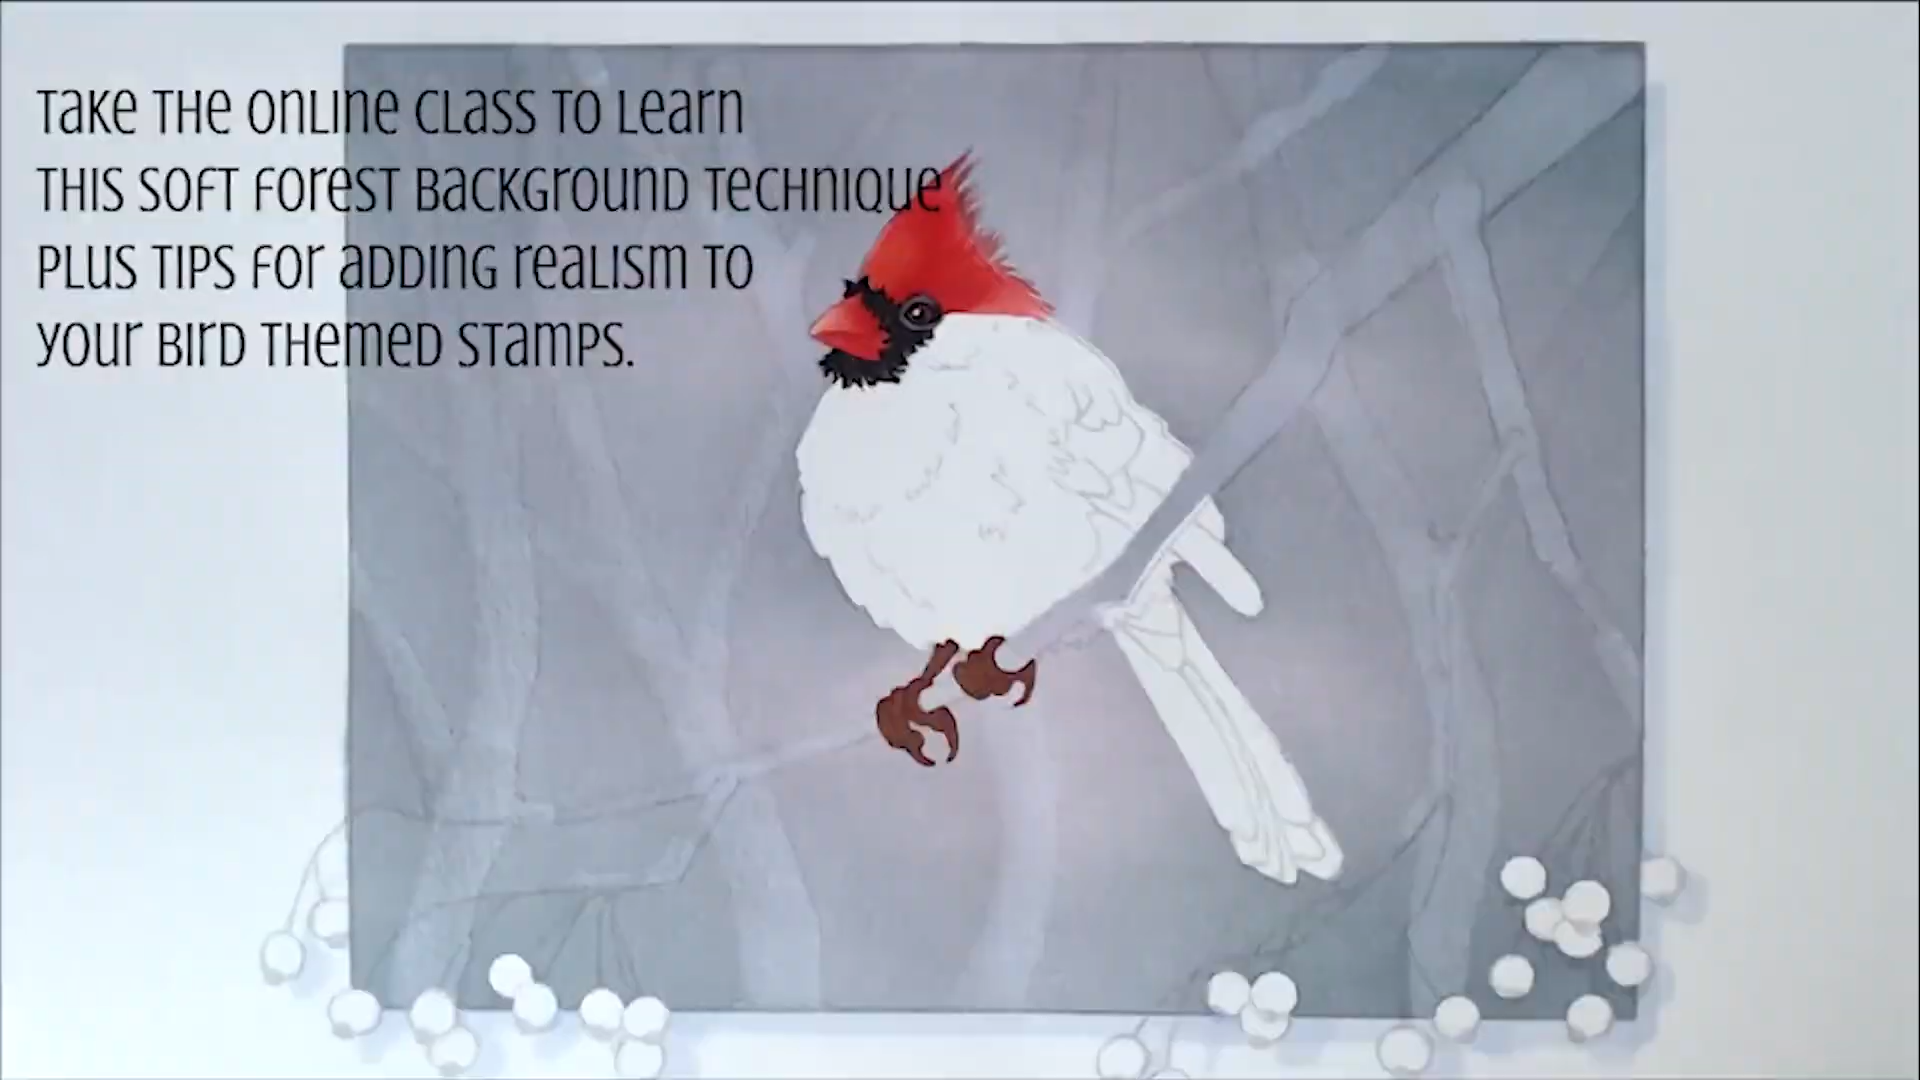 Take the online class to learn
this soft forest background technique
plus tips for adding realism to
your bird themed stamps.